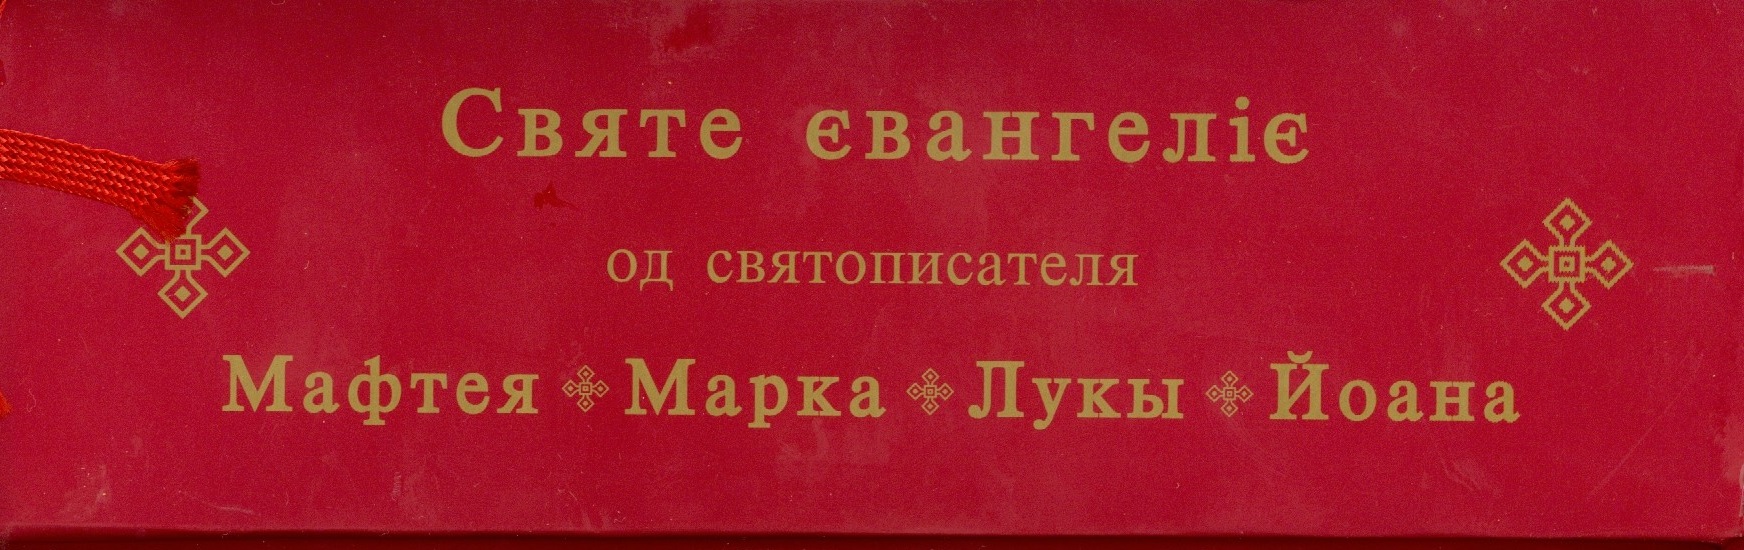 Святе євангеліє
од святописателя
Мафтея Марка Лукы Йоана